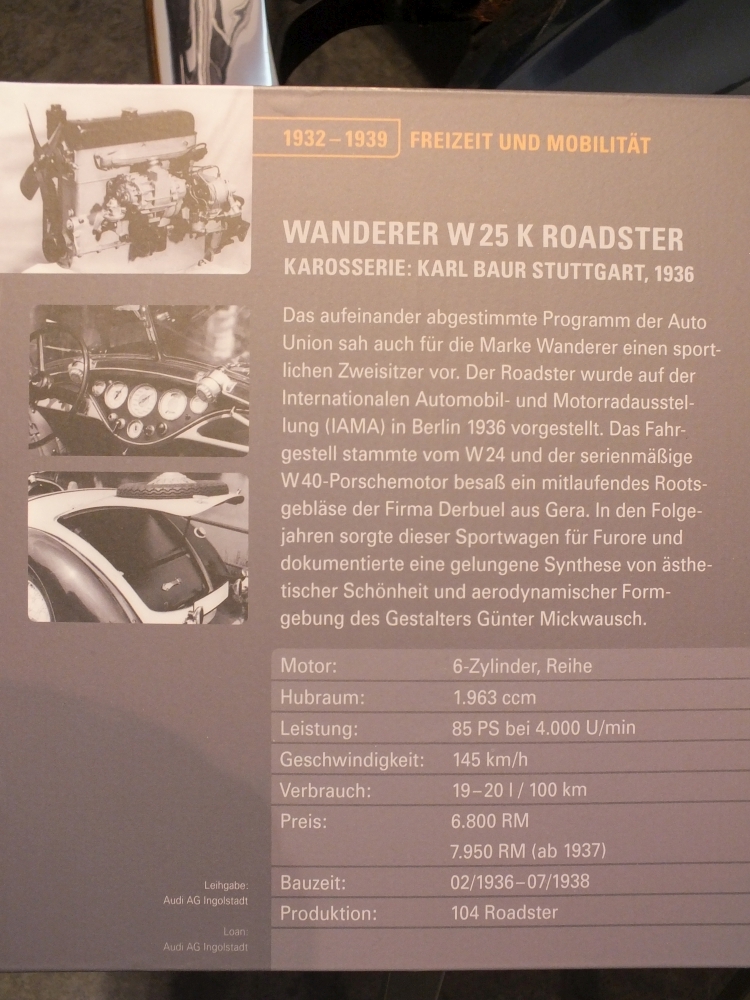 1932–1939 FREIZEIT UND MOBILITÄT
WANDERER W 25 K ROADSTER
KAROSSERIE: KARL BAUR STUTTGART, 1936
Das aufeinander abgestimmte Programm der Auto
Union sah auch für die Marke Wanderer einen sport-
lichen Zweisitzer vor. Der Roadster wurde auf der
Internationalen Automobil- und Motorradausstel-
lung (IAMA) in Berlin 1936 vorgestellt. Das Fahr-
gestell stammte vom W 24 und der serienmäßige
W 40-Porschemotor besaß ein mitlaufendes Roots-
gebläse der Firma Derbuel aus Gera. In den Folge-
jahren sorgte dieser Sportwagen für Furore und
dokumentierte eine gelungene Synthese von ästhe-
tischer Schönheit und aerodynamischer Form-
gebung des Gestalters Günter Mickwausch.
Motor: 6-Zylinder, Reihe
Hubraum: 1.963 ccm
Leistung: 85 PS bei 4.000 U/min
Geschwindigkeit: 145 km/h
Verbrauch: 19–20 l / 100 km
Preis: 6.800 RM
7.950 RM (ab 1937)
Bauzeit: 02/1936–07/1938
Produktion: 104 Roadster
Leihgabe:
Audi AG Ingolstadt
Loan:
Audi AG Ingolstadt